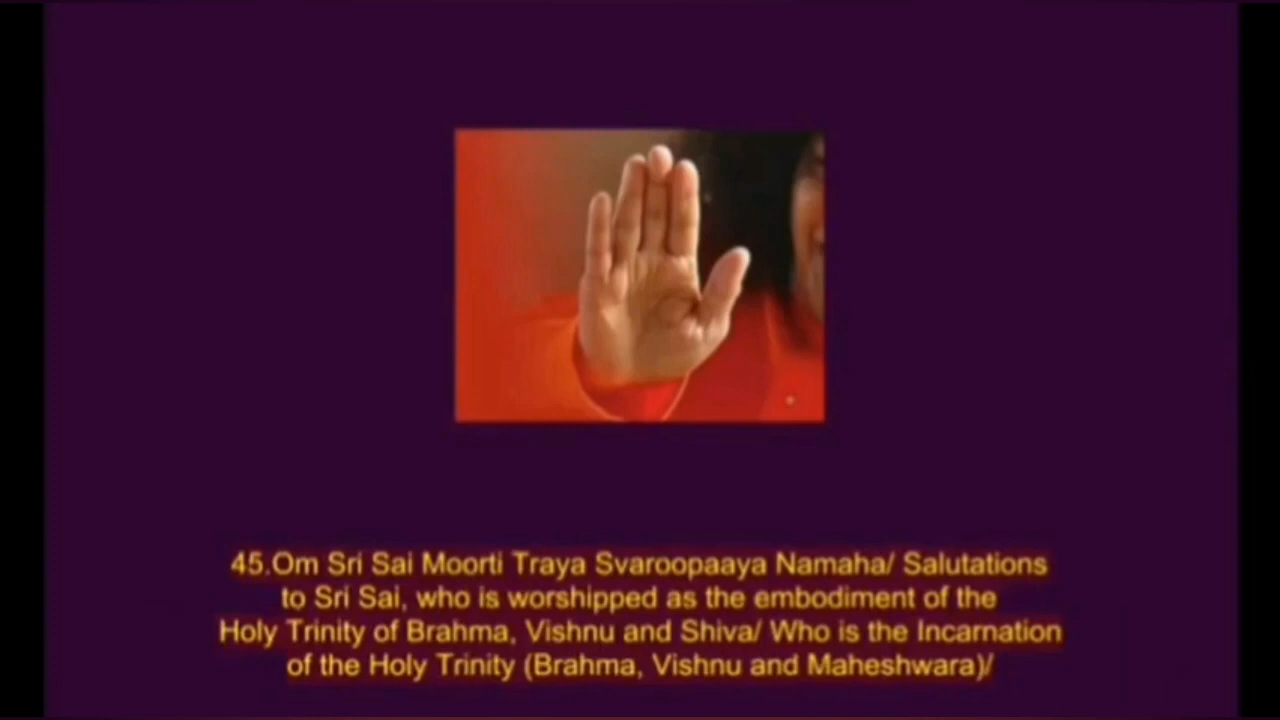 45.Om Sri Sai Moorti Traya Svaroopaaya Namaha/ Salutations
to Sri Sai, who is worshipped as the embodiment of the
Holy Trinity of Brahma, Vishnu and Shiva/ Who is the Incarnation
of the Holy Trinity (Brahma, Vishnu and Maheshwara)/